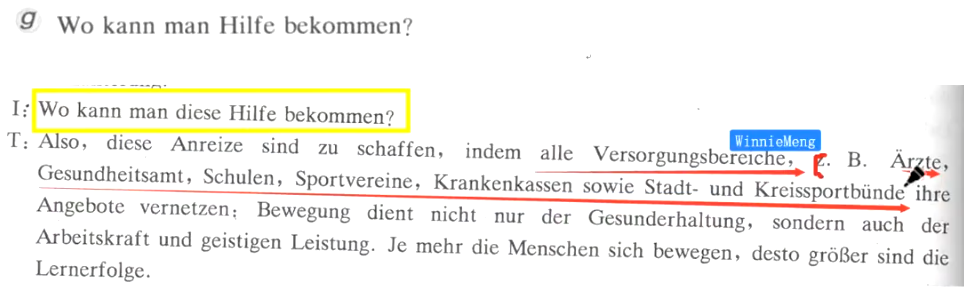 g Wo kann man Hilfe bekommen?
I: Wo kann man diese Hilfe bekommen?
T: Also, diese Anreize sind zu schaffen, indem alle Versorgungsbereiche, z. B. Ärzte,
WinnieMeng
Gesundheitsamt, Schulen, Sportvereine, Krankenkassen sowie Stadt- und Kreissportbünde ihre
Angebote vernetzen: Bewegung dient nicht nur der Gesunderhaltung, sondern auch der
Arbeitskraft und geistigen Leistung. Je mehr die Menschen sich bewegen, desto größer sind die
Lernerfolge.